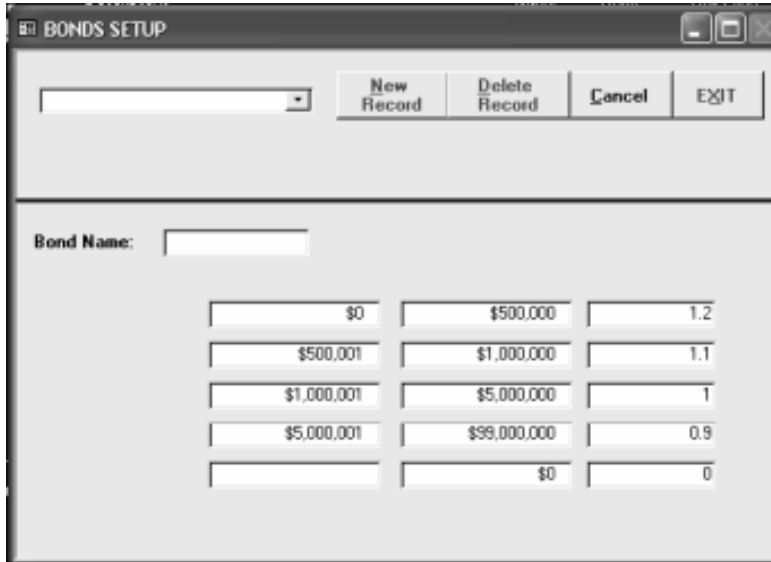 BONDS SETUP
New Record
Delete Record
Cancel
EXIT
Bond Name:
$0 $500,000 1.2
$500,001 $1,000,000 1.1
$1,000,001 $5,000,000 1
$5,000,001 $99,000,000 0.9
$0 0